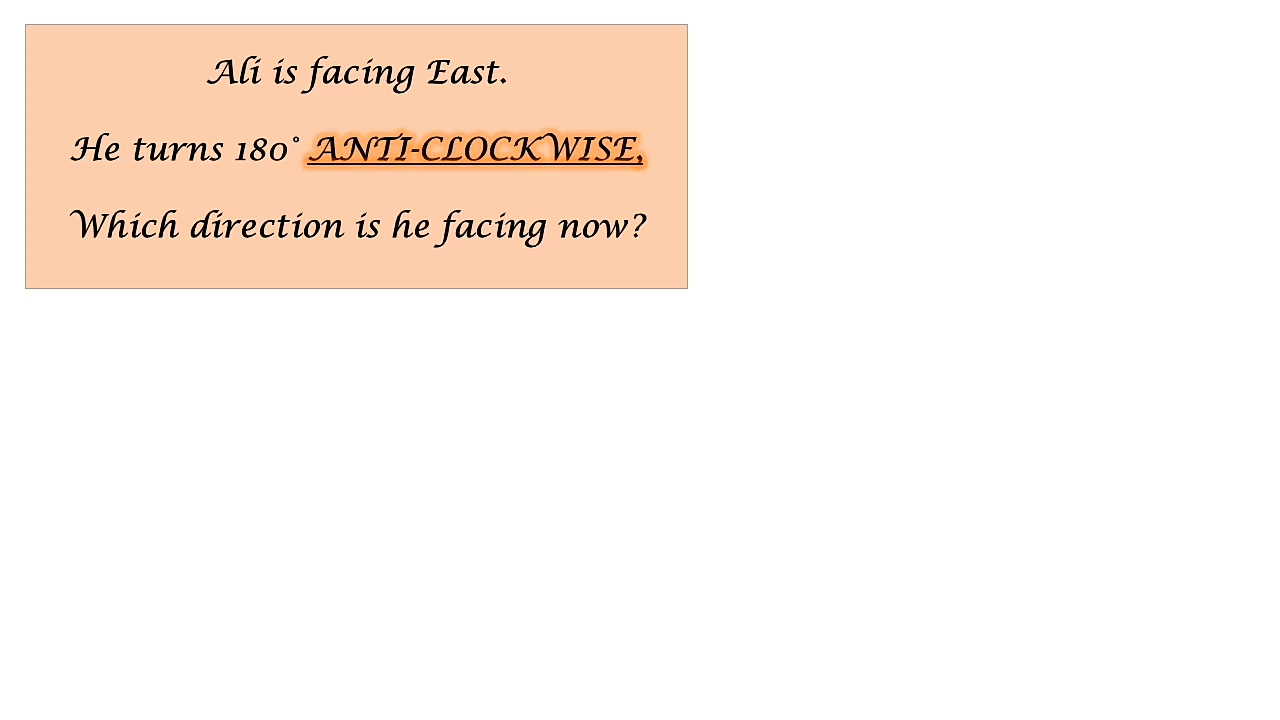 Ali is facing East.
He turns 180° ANTI-CLOCKWISE,
Which direction is he facing now?